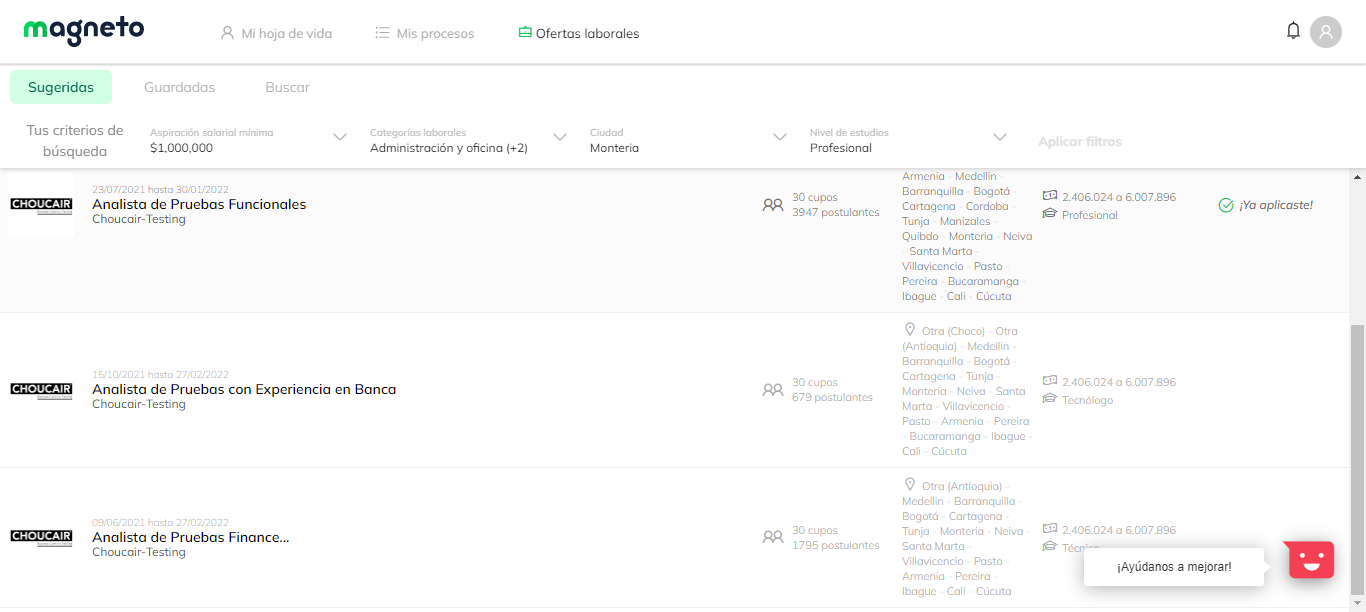 magneto
Mi hoja de vida
Mis procesos
Ofertas laborales
Sugeridas
Guardadas
Buscar
Tus criterios de
búsqueda
Aspiración salarial mínima
$1,000,000
Categorías laborales
Administración y oficina (+2)
Ciudad
Monteria
Nivel de estudios
Profesional
Aplicar filtros
CHOUCAIR
23/07/2021 hasta 30/01/2022
Analista de Pruebas Funcionales
Choucair-Testing
30 cupos
3947 postulantes
Armenia - Medellin -
Barranquilla - Bogotá -
Cartagena - Cordoba -
Tunja - Manizales -
Quibdo - Monteria - Neiva
- Santa Marta -
Villavicencio - Pasto -
Pereira - Bucaramanga -
Ibague - Cali - Cúcuta
2.406.024 a 6.007.896
Profesional
¡Ya aplicaste!
CHOUCAIR
15/10/2021 hasta 27/02/2022
Analista de Pruebas con Experiencia en Banca
Choucair-Testing
30 cupos
679 postulantes
Otra (Choco) - Otra
(Antioquia) - Medellin -
Barranquilla - Bogotá -
Cartagena - Tunja -
Monteria - Neiva - Santa
Marta - Villavicencio -
Pasto - Armenia - Pereira
- Bucaramanga - Ibague -
Cali - Cúcuta
2.406.024 a 6.007.896
Tecnólogo
CHOUCAIR
09/06/2021 hasta 27/02/2022
Analista de Pruebas Finance...
Choucair-Testing
30 cupos
1795 postulantes
Otra (Antioquia) -
Medellin - Barranquilla -
Bogotá - Cartagena -
Tunja - Monteria - Neiva -
Santa Marta -
Villavicencio - Pasto -
Armenia - Pereira -
Ibague - Cali - Cúcuta
2.406.024 a 6.007.896
Técnico
¡Ayúdanos a mejorar!